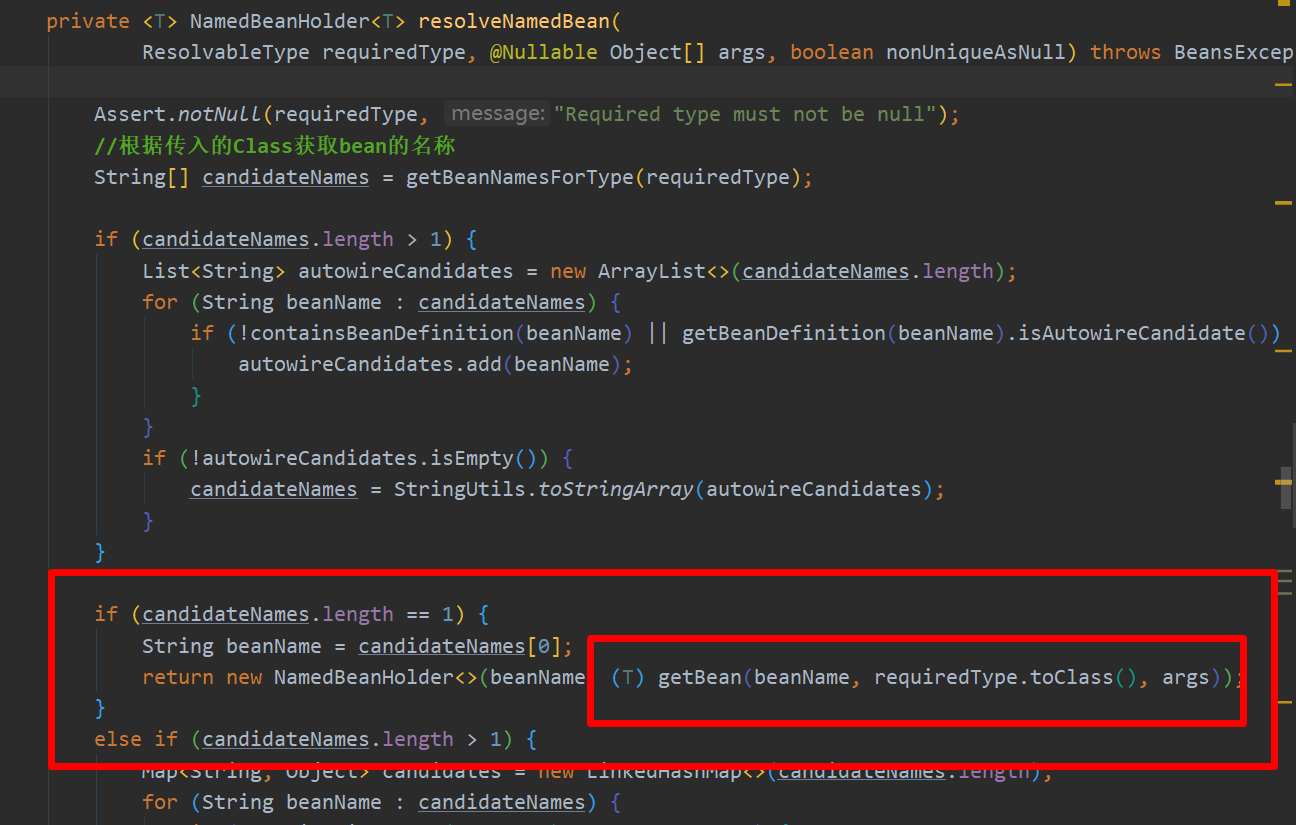 private <T> NamedBeanHolder<T> resolveNamedBean(
ResolvableType requiredType, @Nullable Object[] args, boolean nonUniqueAsNull) throws BeansExcep
Assert.notNull(requiredType, message: "Required type must not be null");
//根据传入的Class获取bean的名称
String[] candidateNames = getBeanNamesForType(requiredType);
if (candidateNames.length > 1) {
List<String> autowireCandidates = new ArrayList<>(candidateNames.length);
for (String beanName : candidateNames) {
if (!containsBeanDefinition(beanName) || getBeanDefinition(beanName).isAutowireCandidate())
autowireCandidates.add(beanName);
}
}
if (!autowireCandidates.isEmpty()) {
candidateNames = StringUtils.toStringArray(autowireCandidates);
}
}
if (candidateNames.length == 1) {
String beanName = candidateNames[0];
return new NamedBeanHolder<>(beanName (T) getBean(beanName, requiredType.toClass(), args));
}
else if (candidateNames.length > 1) {
Map<String, Object> candidates = new LinkedHashMap<>(candidateNames.length);
for (String beanName : candidateNames) {